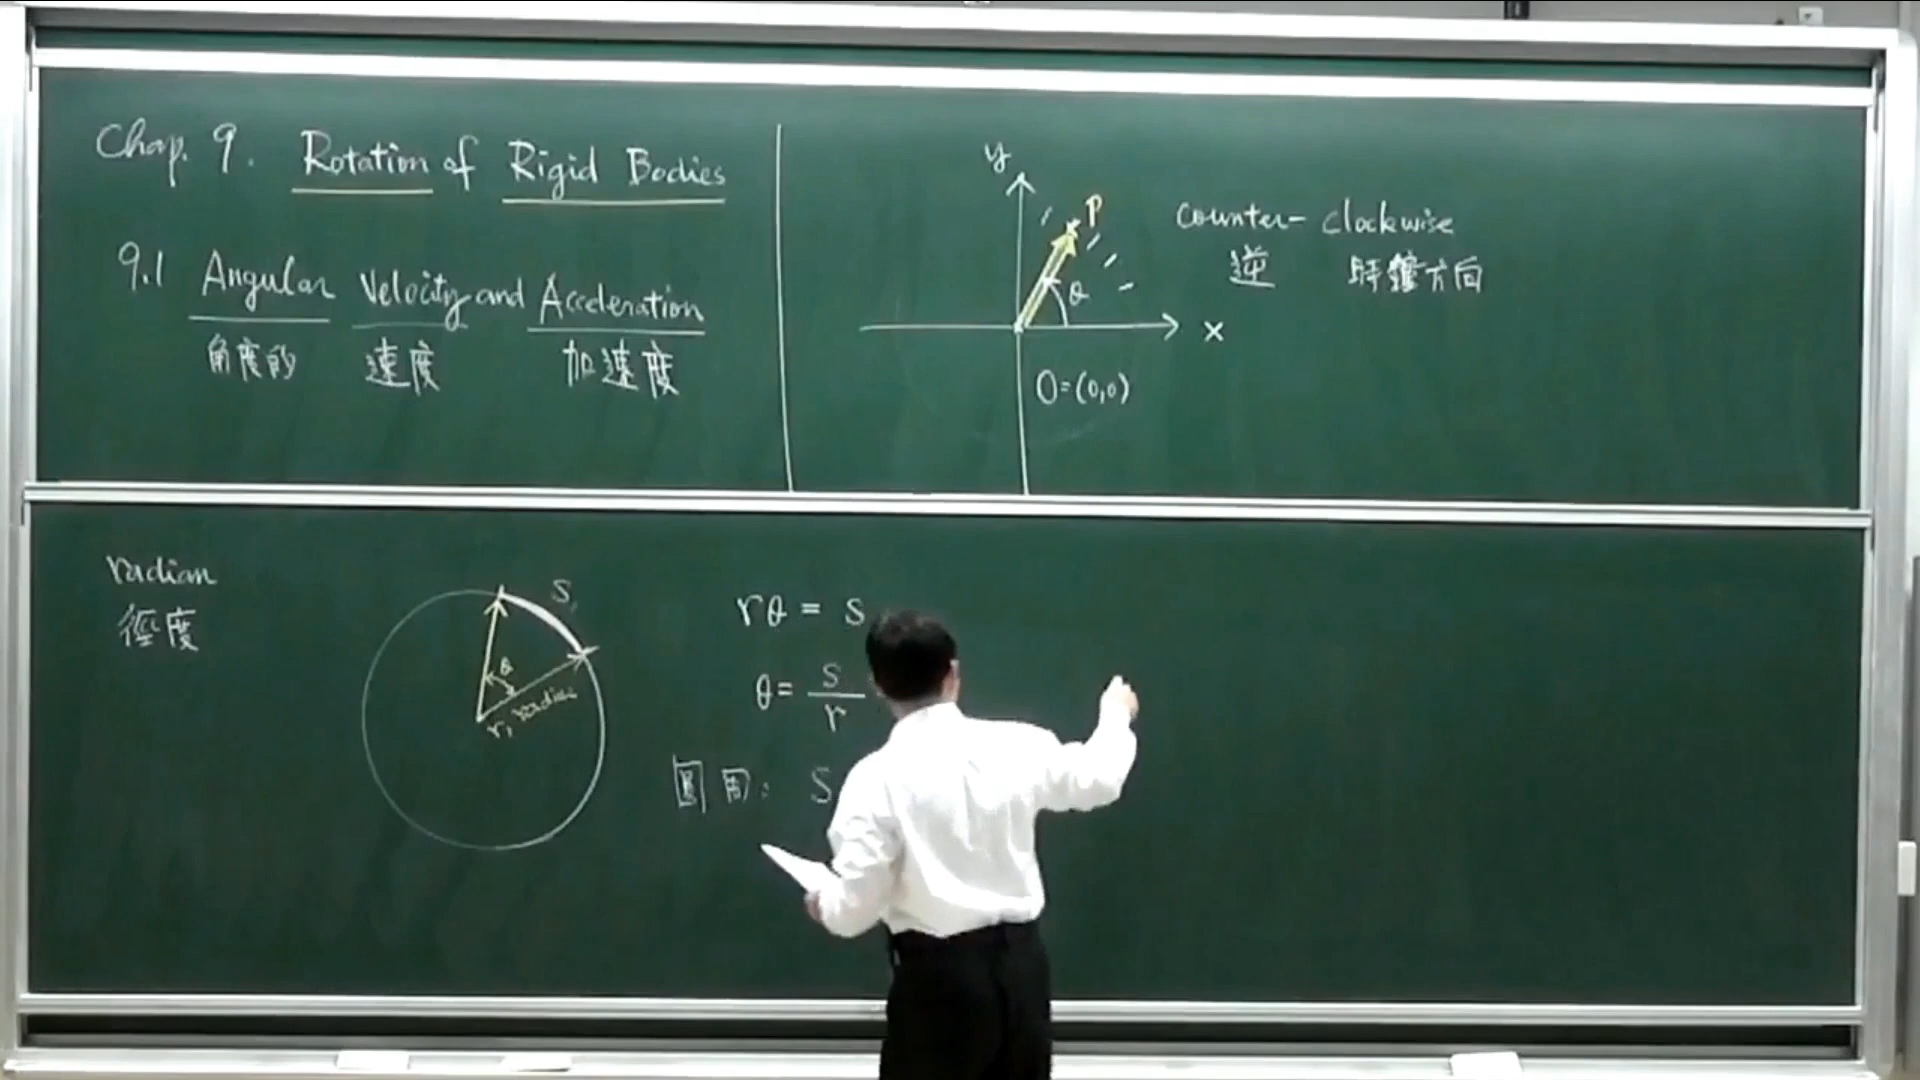 Chap. 9. Rotation of Rigid Bodies
9.1 Angular Velocity and Acceleration
角度的 速度 加速度
y
P
θ
x
O=(0,0)
counter-clockwise
逆 時鐘方向
radian
徑度
S,
θ
r, radius
rθ = S
θ = S/r
圓周: S